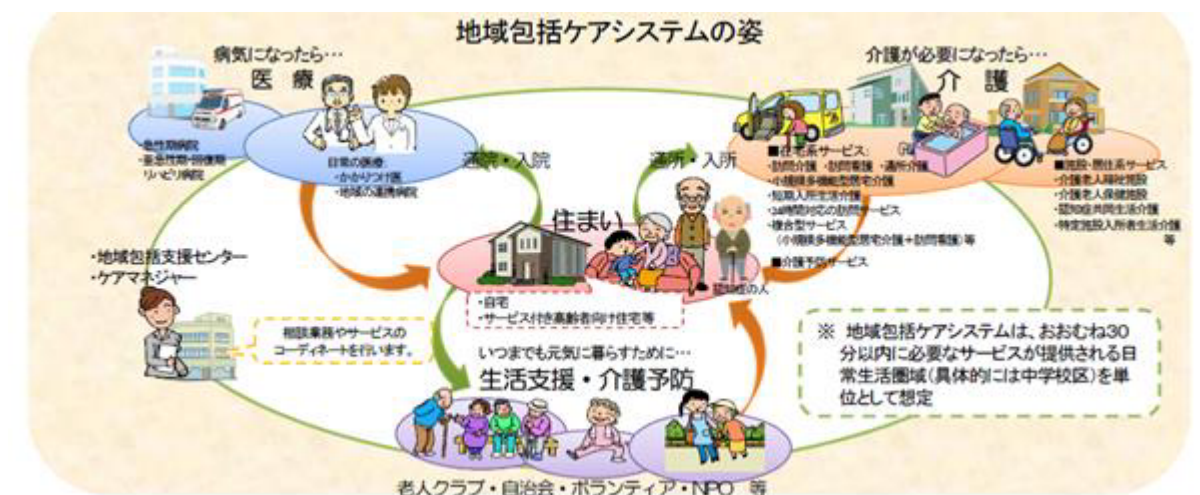 地域包括ケアシステムの姿
病気になったら…
医 療
・急性期病院
・亜急性期・回復期
リハビリ病院
日常の医療:
・かかりつけ医
・地域の連携病院
通院・入院
通所・入所
介護が必要になったら…
介 護
■在宅系サービス:
・訪問介護 ・訪問看護 ・通所介護
・小規模多機能型居宅介護
・短期入所生活介護
・24時間対応の訪問サービス
・複合型サービス
(小規模多機能型居宅介護+訪問看護)等
■介護予防サービス
■施設・居住系サービス
・介護老人福祉施設
・介護老人保健施設
・認知症共同生活介護
・特定施設入所者生活介護
等
住まい
認知症の人
・自宅
・サービス付き高齢者向け住宅等
・地域包括支援センター
・ケアマネジャー
相談業務やサービスの
コーディネートを行います。
いつまでも元気に暮らすために…
生活支援・介護予防
老人クラブ・自治会・ボランティア・NPO 等
※ 地域包括ケアシステムは、おおむね30
分以内に必要なサービスが提供される日
常生活圏域(具体的には中学校区)を単
位として想定